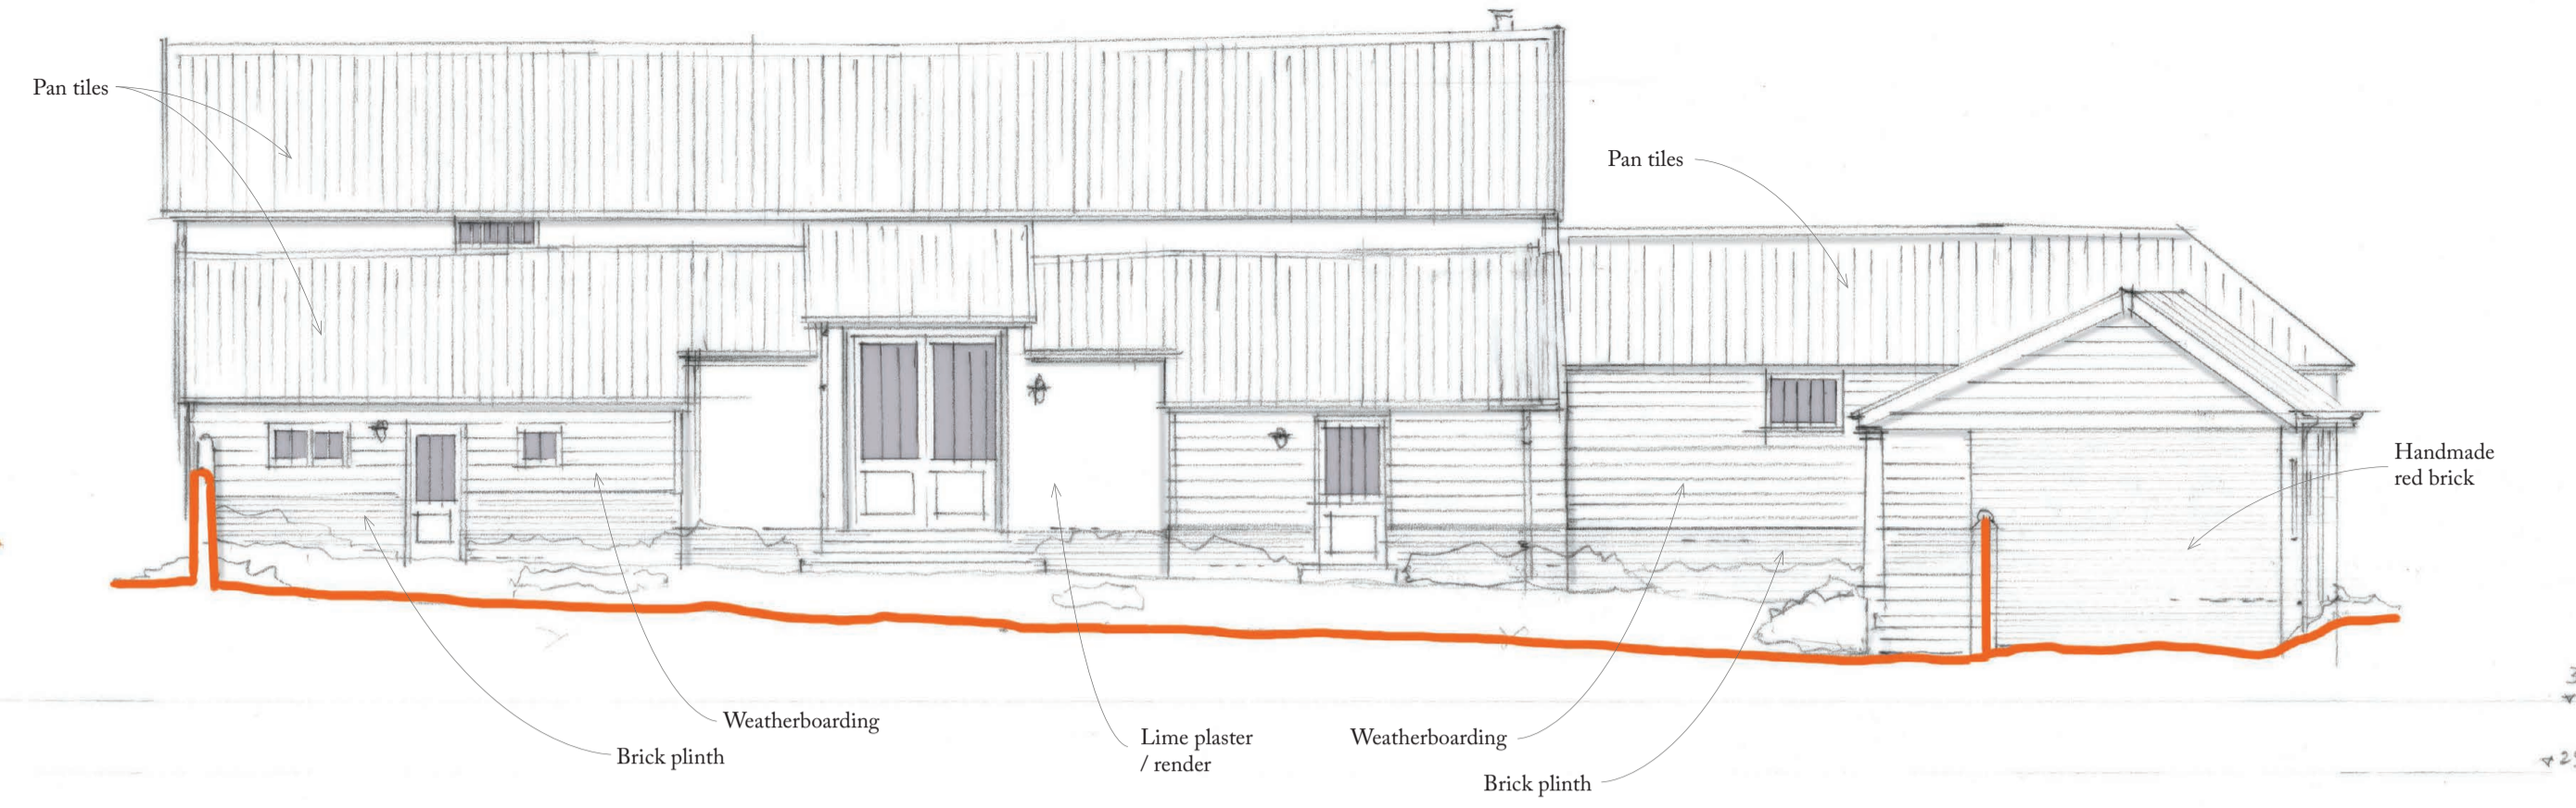 Pan tiles
Pan tiles
Handmade
red brick
Weatherboarding
Brick plinth
Lime plaster
/ render
Weatherboarding
Brick plinth